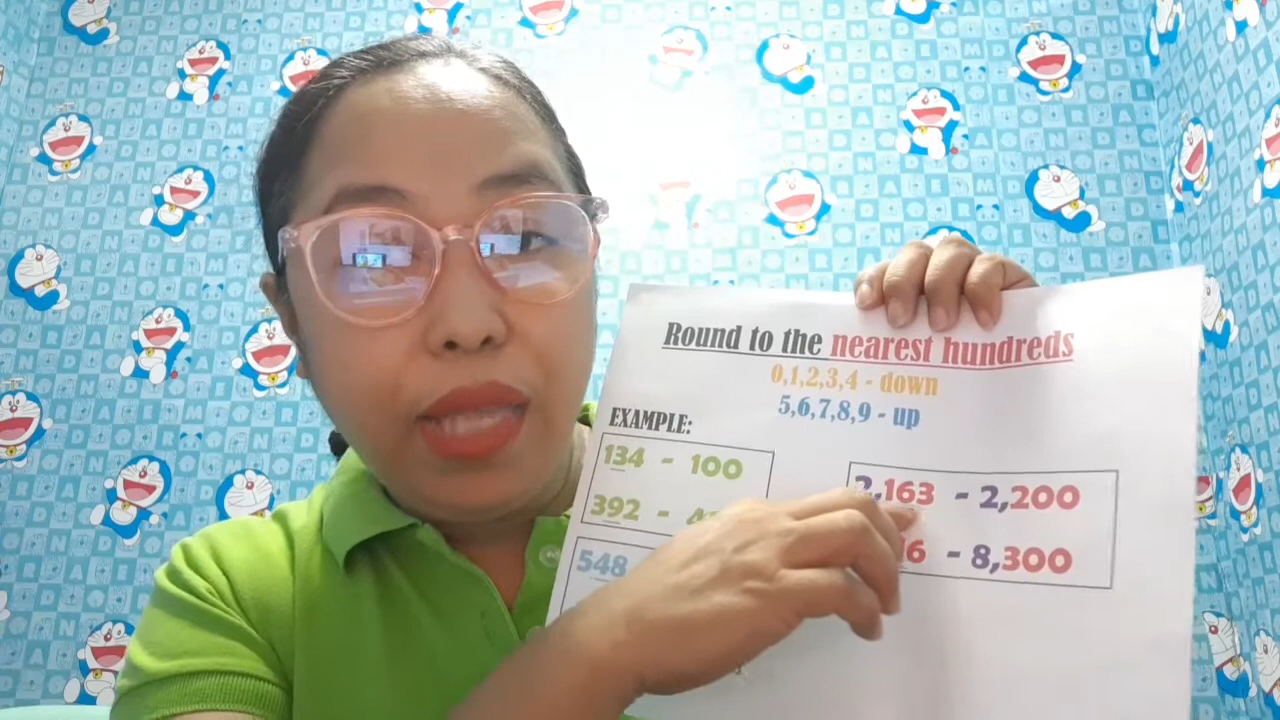 Round to the nearest hundreds
0,1,2,3,4 - down
5,6,7,8,9 - up
EXAMPLE:
134 - 100
392 -
548
2,163 - 2,200
- 8,300